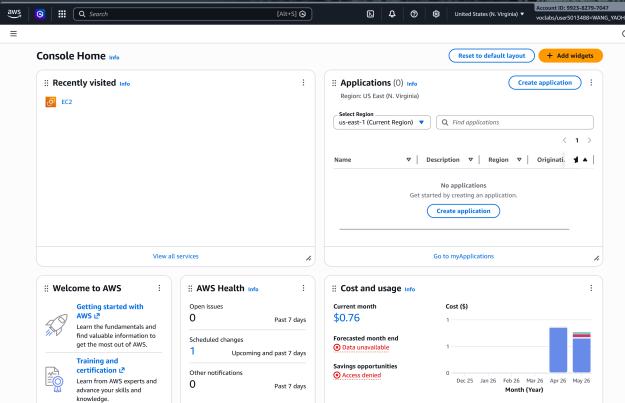 aws
Search
[Alt+S]
United States (N. Virginia)
Account ID: 9923-8279-7047
voclabs/user5013488=WANG_YAOH
Console Home Info
Reset to default layout
+ Add widgets
Recently visited Info
EC2
View all services
Applications (0) Info
Create application
Region: US East (N. Virginia)
Select Region
us-east-1 (Current Region)
Find applications
1
Name
Description
Region
Originati
No applications
Get started by creating an application.
Create application
Go to myApplications
Welcome to AWS
Getting started with
AWS
Learn the fundamentals and
find valuable information to
get the most out of AWS.
Training and
certification
Learn from AWS experts and
advance your skills and
knowledge.
AWS Health Info
Open issues
0
Past 7 days
Scheduled changes
1
Upcoming and past 7 days
Other notifications
0
Past 7 days
Cost and usage Info
Current month
$0.76
Forecasted month end
Data unavailable
Savings opportunities
Access denied
Cost ($)
1
1
0
Dec 25 Jan 26 Feb 26 Mar 26 Apr 26 May 26
Month (Year)